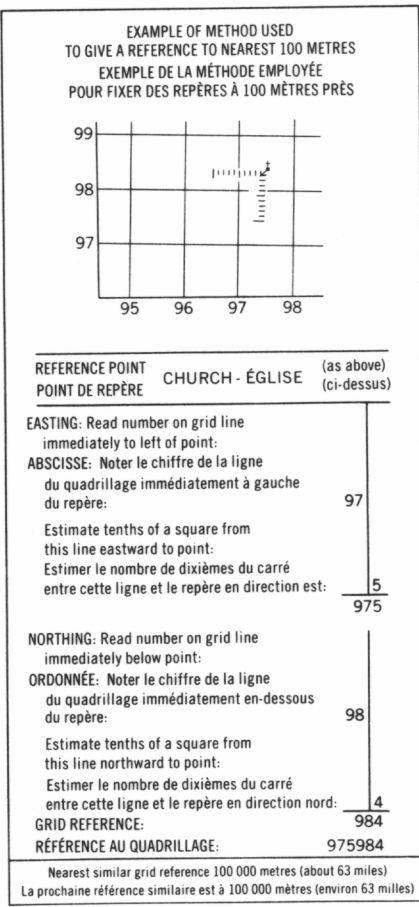 EXAMPLE OF METHOD USED
TO GIVE A REFERENCE TO NEAREST 100 METRES
EXEMPLE DE LA MÉTHODE EMPLOYÉE
POUR FIXER DES REPÈRES À 100 MÈTRES PRÈS
99
98
97
95 96 97 98
REFERENCE POINT
POINT DE REPÈRE
CHURCH - ÉGLISE
(as above)
(ci-dessus)
EASTING: Read number on grid line
immediately to left of point:
ABSCISSE: Noter le chiffre de la ligne
du quadrillage immédiatement à gauche
du repère: 97
Estimate tenths of a square from
this line eastward to point:
Estimer le nombre de dixièmes du carré
entre cette ligne et le repère en direction est: 5
975
NORTHING: Read number on grid line
immediately below point:
ORDONNÉE: Noter le chiffre de la ligne
du quadrillage immédiatement en-dessous
du repère: 98
Estimate tenths of a square from
this line northward to point:
Estimer le nombre de dixièmes du carré
entre cette ligne et le repère en direction nord: 4
GRID REFERENCE: 984
RÉFÉRENCE AU QUADRILLAGE: 975984
Nearest similar grid reference 100 000 metres (about 63 miles)
La prochaine référence similaire est à 100 000 mètres (environ 63 milles)